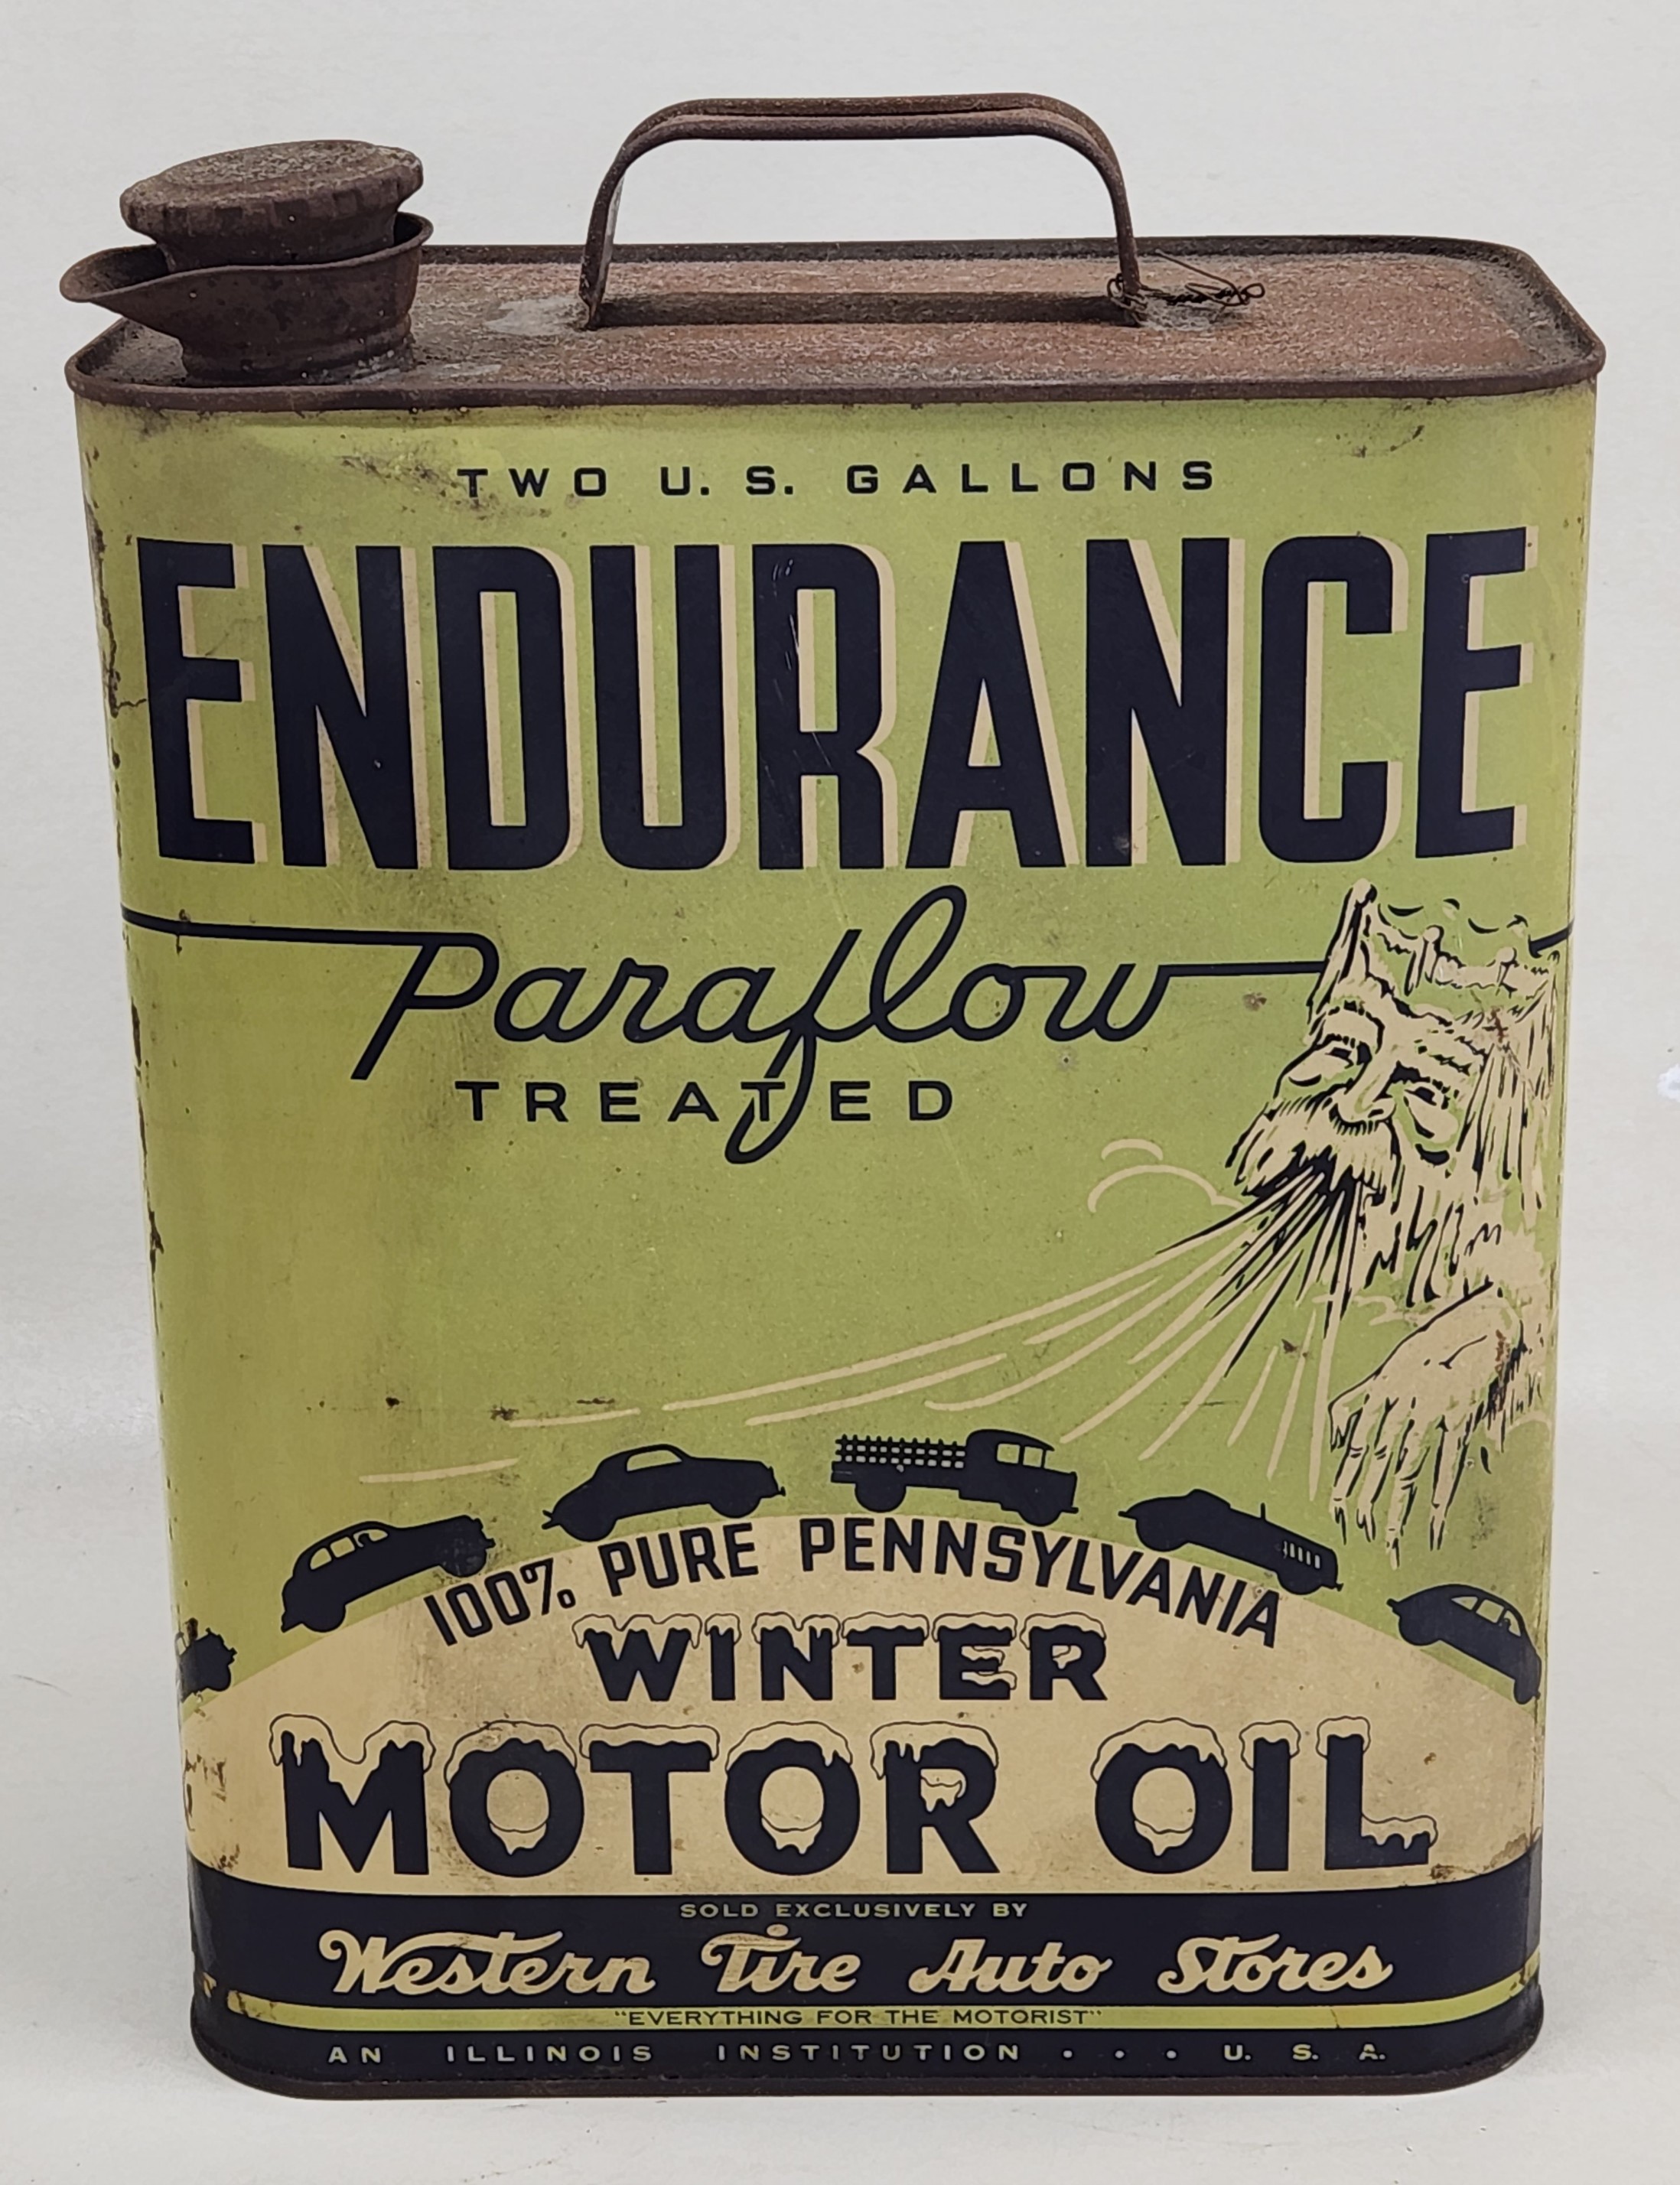 TWO U. S. GALLONS
ENDURANCE
Paraflow
TREATED
100% PURE PENNSYLVANIA
WINTER
MOTOR OIL
SOLD EXCLUSIVELY BY
Western Tire Auto Stores
"EVERYTHING FOR THE MOTORIST"
AN ILLINOIS INSTITUTION . . . U. S. A.